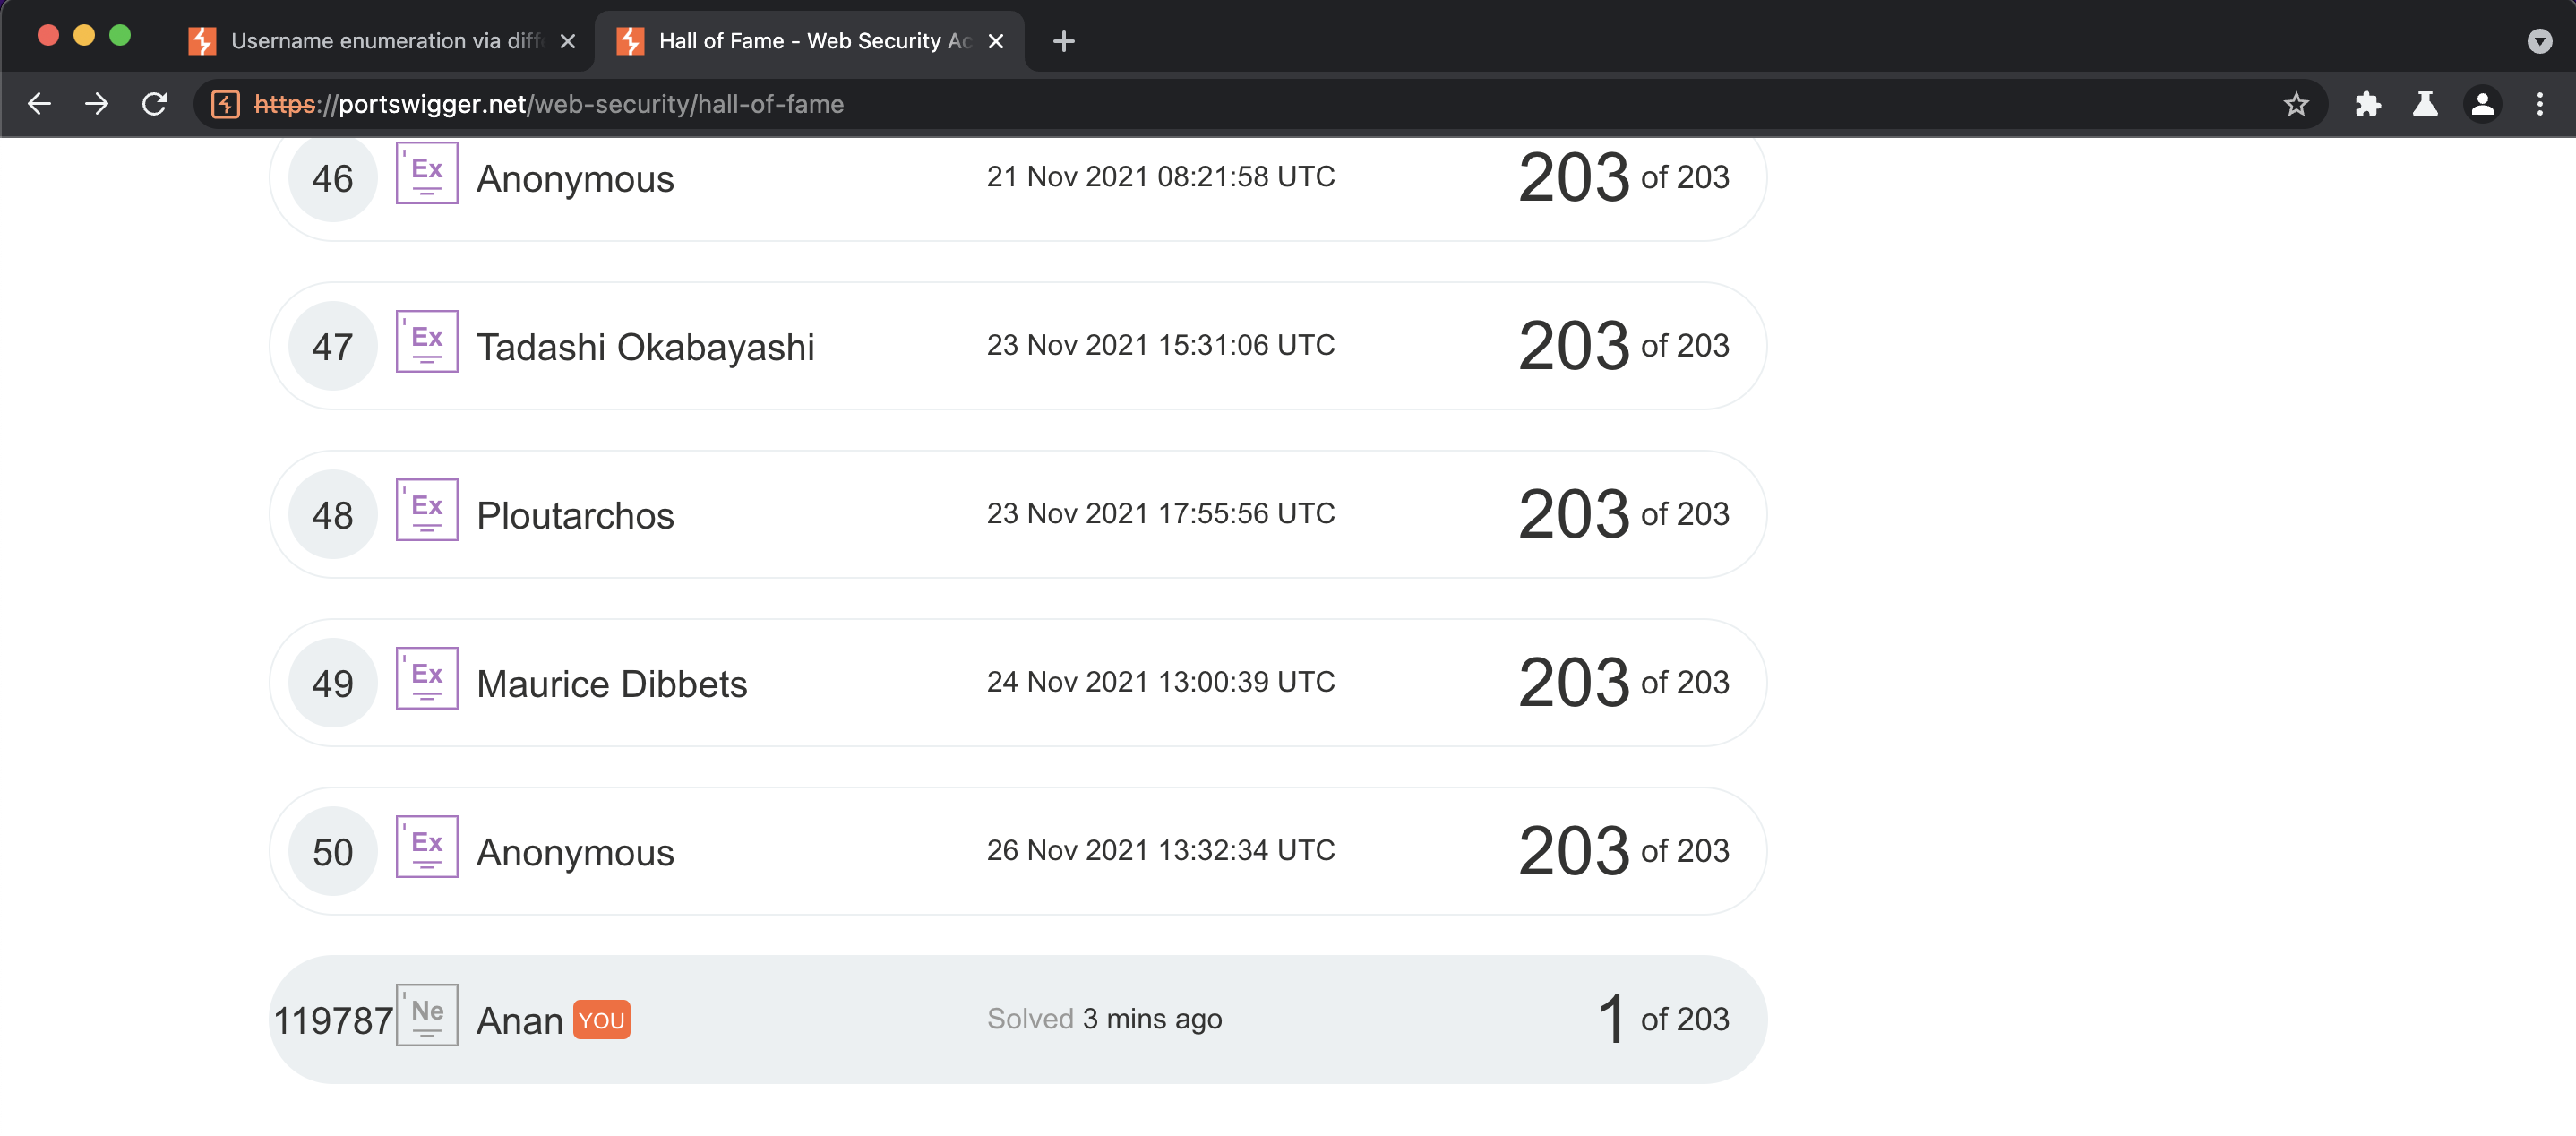 Username enumeration via diff
Hall of Fame - Web Security Ac
https://portswigger.net/web-security/hall-of-fame
46 Ex Anonymous 21 Nov 2021 08:21:58 UTC 203 of 203
47 Ex Tadashi Okabayashi 23 Nov 2021 15:31:06 UTC 203 of 203
48 Ex Ploutarchos 23 Nov 2021 17:55:56 UTC 203 of 203
49 Ex Maurice Dibbets 24 Nov 2021 13:00:39 UTC 203 of 203
50 Ex Anonymous 26 Nov 2021 13:32:34 UTC 203 of 203
119787 Ne Anan YOU Solved 3 mins ago 1 of 203